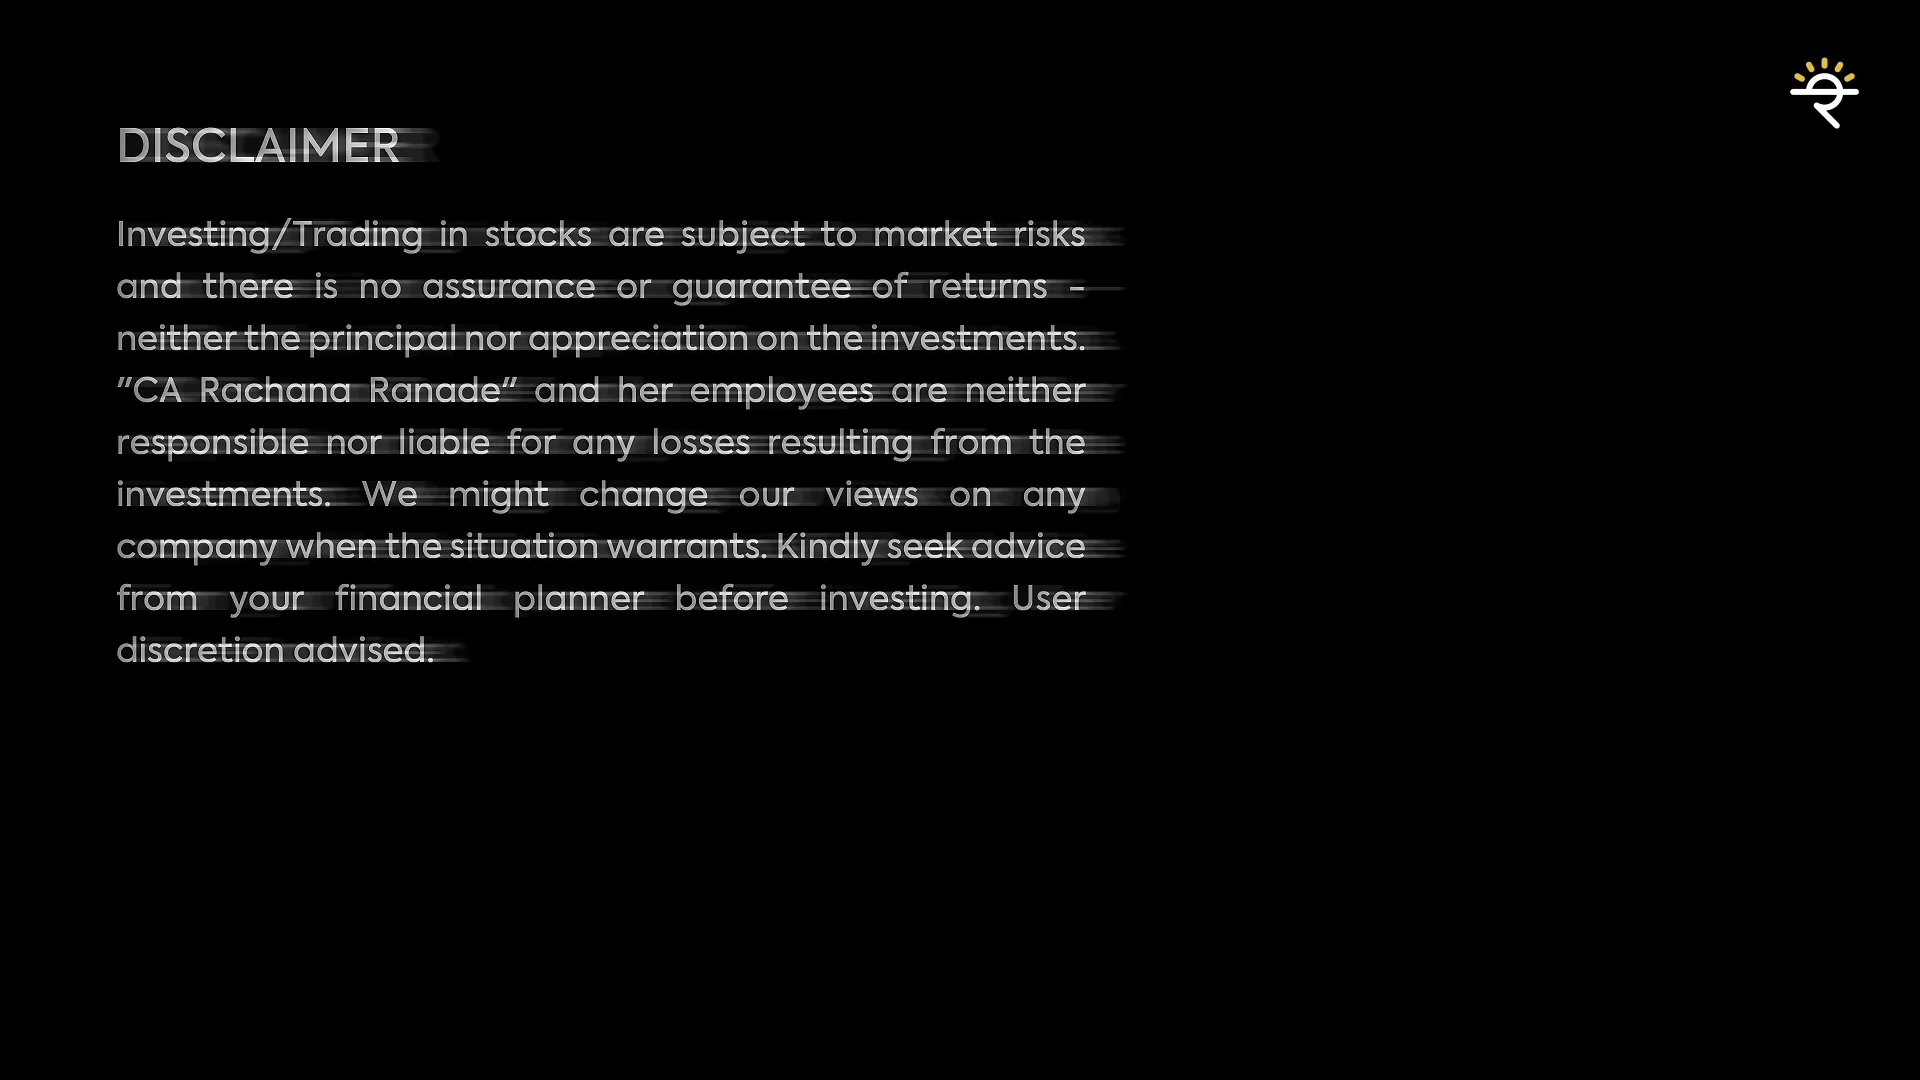 DISCLAIMER
Investing/Trading in stocks are subject to market risks
and there is no assurance or guarantee of returns -
neither the principal nor appreciation on the investments.
"CA Rachana Ranade" and her employees are neither
responsible nor liable for any losses resulting from the
investments. We might change our views on any
company when the situation warrants. Kindly seek advice
from your financial planner before investing. User
discretion advised.